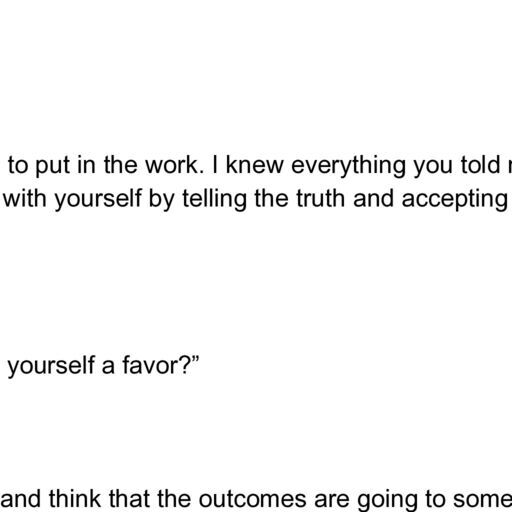 to put in the work. I knew everything you told
with yourself by telling the truth and accepting
yourself a favor?”
and think that the outcomes are going to some